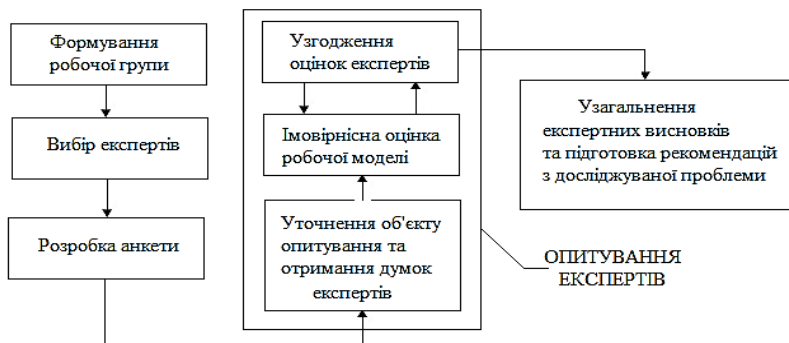 Формування
робочої групи
Вибір експертів
Розробка анкети
Узгодження
оцінок експертів
Імовірнісна оцінка
робочої моделі
Уточнення об'єкту
опитування та
отримання думок
експертів
Узагальнення
експертних висновків
та підготовка рекомендацій
з досліджуваної проблеми
ОПИТУВАННЯ
ЕКСПЕРТІВ